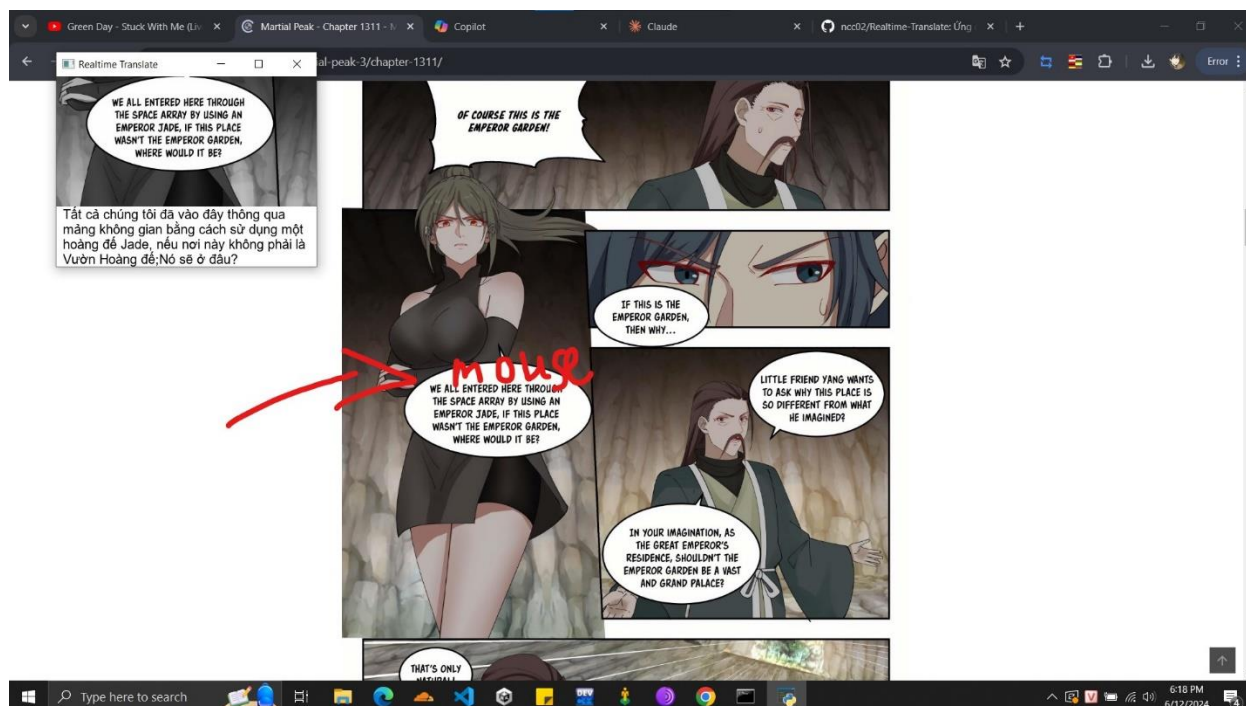 Green Day - Stuck With Me (Liv
Martial Peak - Chapter 1311 - M
Copilot
Claude
ncc02/Realtime-Translate: Ứng
Realtime Translate
ial-peak-3/chapter-1311/
Error
WE ALL ENTERED HERE THROUGH
THE SPACE ARRAY BY USING AN
EMPEROR JADE, IF THIS PLACE
WASN'T THE EMPEROR GARDEN,
WHERE WOULD IT BE?
Tất cả chúng tôi đã vào đây thông qua
mảng không gian bằng cách sử dụng một
hoàng đế Jade, nếu nơi này không phải là
Vườn Hoàng đế;Nó sẽ ở đâu?
OF COURSE THIS IS THE
EMPEROR GARDEN!
IF THIS IS THE
EMPEROR GARDEN,
THEN WHY...
mouse
WE ALL ENTERED HERE THROUGH
THE SPACE ARRAY BY USING AN
EMPEROR JADE, IF THIS PLACE
WASN'T THE EMPEROR GARDEN,
WHERE WOULD IT BE?
LITTLE FRIEND YANG WANTS
TO ASK WHY THIS PLACE IS
SO DIFFERENT FROM WHAT
HE IMAGINED?
IN YOUR IMAGINATION, AS
THE GREAT EMPEROR'S
RESIDENCE, SHOULDN'T THE
EMPEROR GARDEN BE A VAST
AND GRAND PALACE?
THAT'S ONLY
NATURAL!
Type here to search
DEV
V
6:18 PM
6/12/2024
4